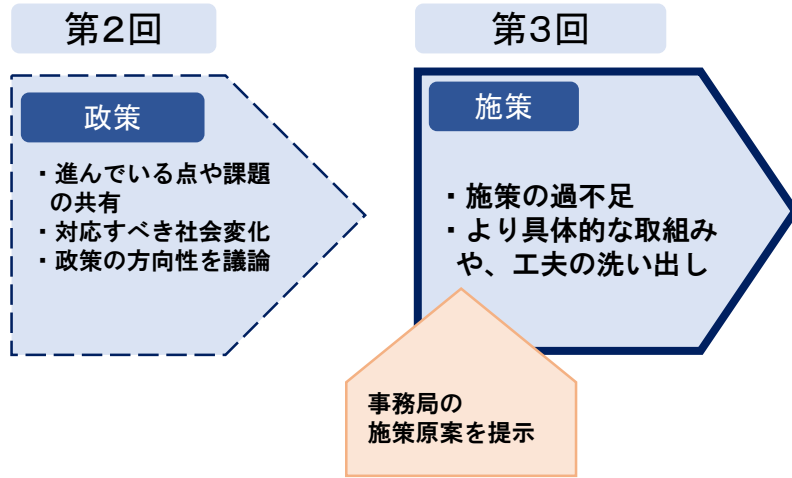 第2回
政策
・進んでいる点や課題
の共有
・対応すべき社会変化
・政策の方向性を議論
第3回
施策
・施策の過不足
・より具体的な取組み
や、工夫の洗い出し
事務局の
施策原案を提示